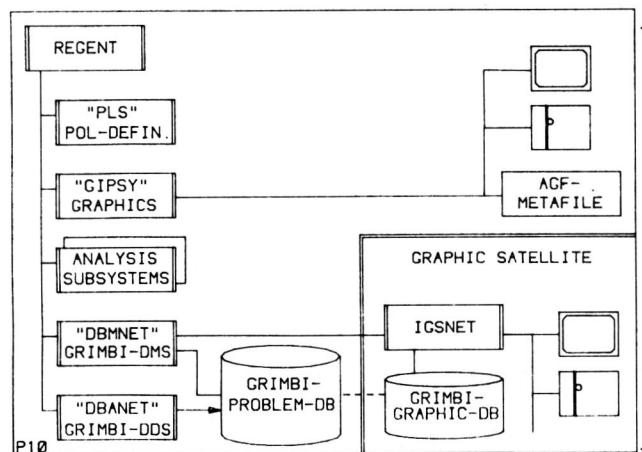 REGENT
"PLS"
POL-DEFIN.
"GIPSY"
GRAPHICS
AGF-
METAFILE
ANALYSIS
SUBSYSTEMS
GRAPHIC SATELLITE
"DBMNET"
GRIMBI-DMS
IGSNET
GRIMBI-
PROBLEM-DB
GRIMBI-
GRAPHIC-DB
"DBANET"
GRIMBI-DDS
P10